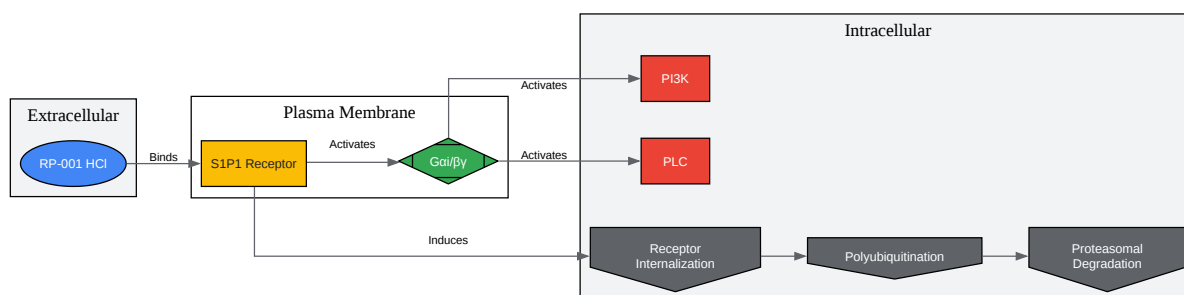 Extracellular
RP-001 HCl
Binds
Plasma Membrane
S1P1 Receptor
Activates
Gαi/βγ
Intracellular
Activates
PI3K
Activates
PLC
Induces
Receptor
Internalization
Polyubiquitination
Proteasomal
Degradation